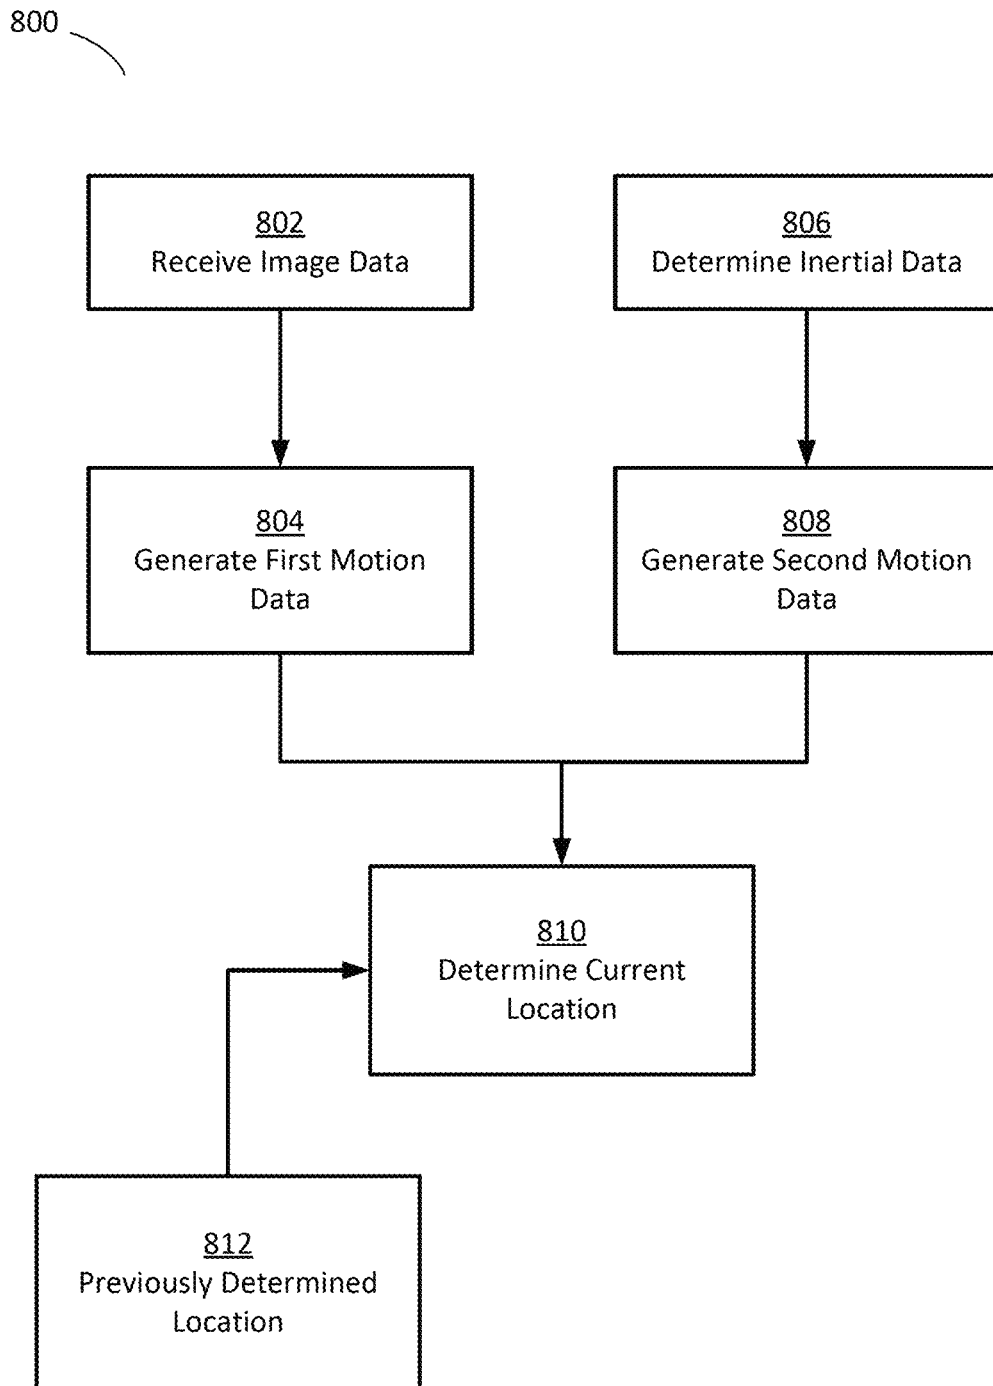 800
802
Receive Image Data
806
Determine Inertial Data
804
Generate First Motion
Data
808
Generate Second Motion
Data
810
Determine Current
Location
812
Previously Determined
Location